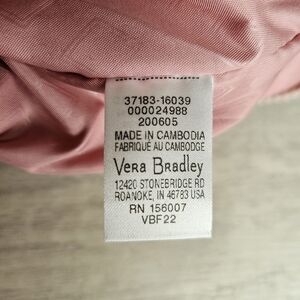 37183-16039
000024988
200605
MADE IN CAMBODIA
FABRIQUÉ AU CAMBODGE
Vera Bradley
12420 STONEBRIDGE RD
ROANOKE, IN 46783 USA
RN 156007
VBF22